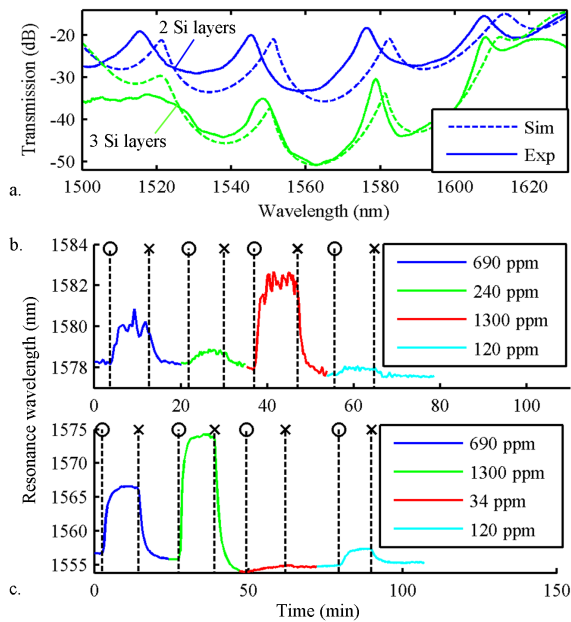 Transmission (dB)
-20
-30
-40
-50
2 Si layers
3 Si layers
Sim
Exp
1500 1520 1540 1560 1580 1600 1620
Wavelength (nm)
a.
b.
Resonance wavelength (nm)
1584
1582
1580
1578
690 ppm
240 ppm
1300 ppm
120 ppm
0 20 40 60 80 100
1575
1570
1565
1560
1555
690 ppm
1300 ppm
34 ppm
120 ppm
0 50 100 150
Time (min)
c.